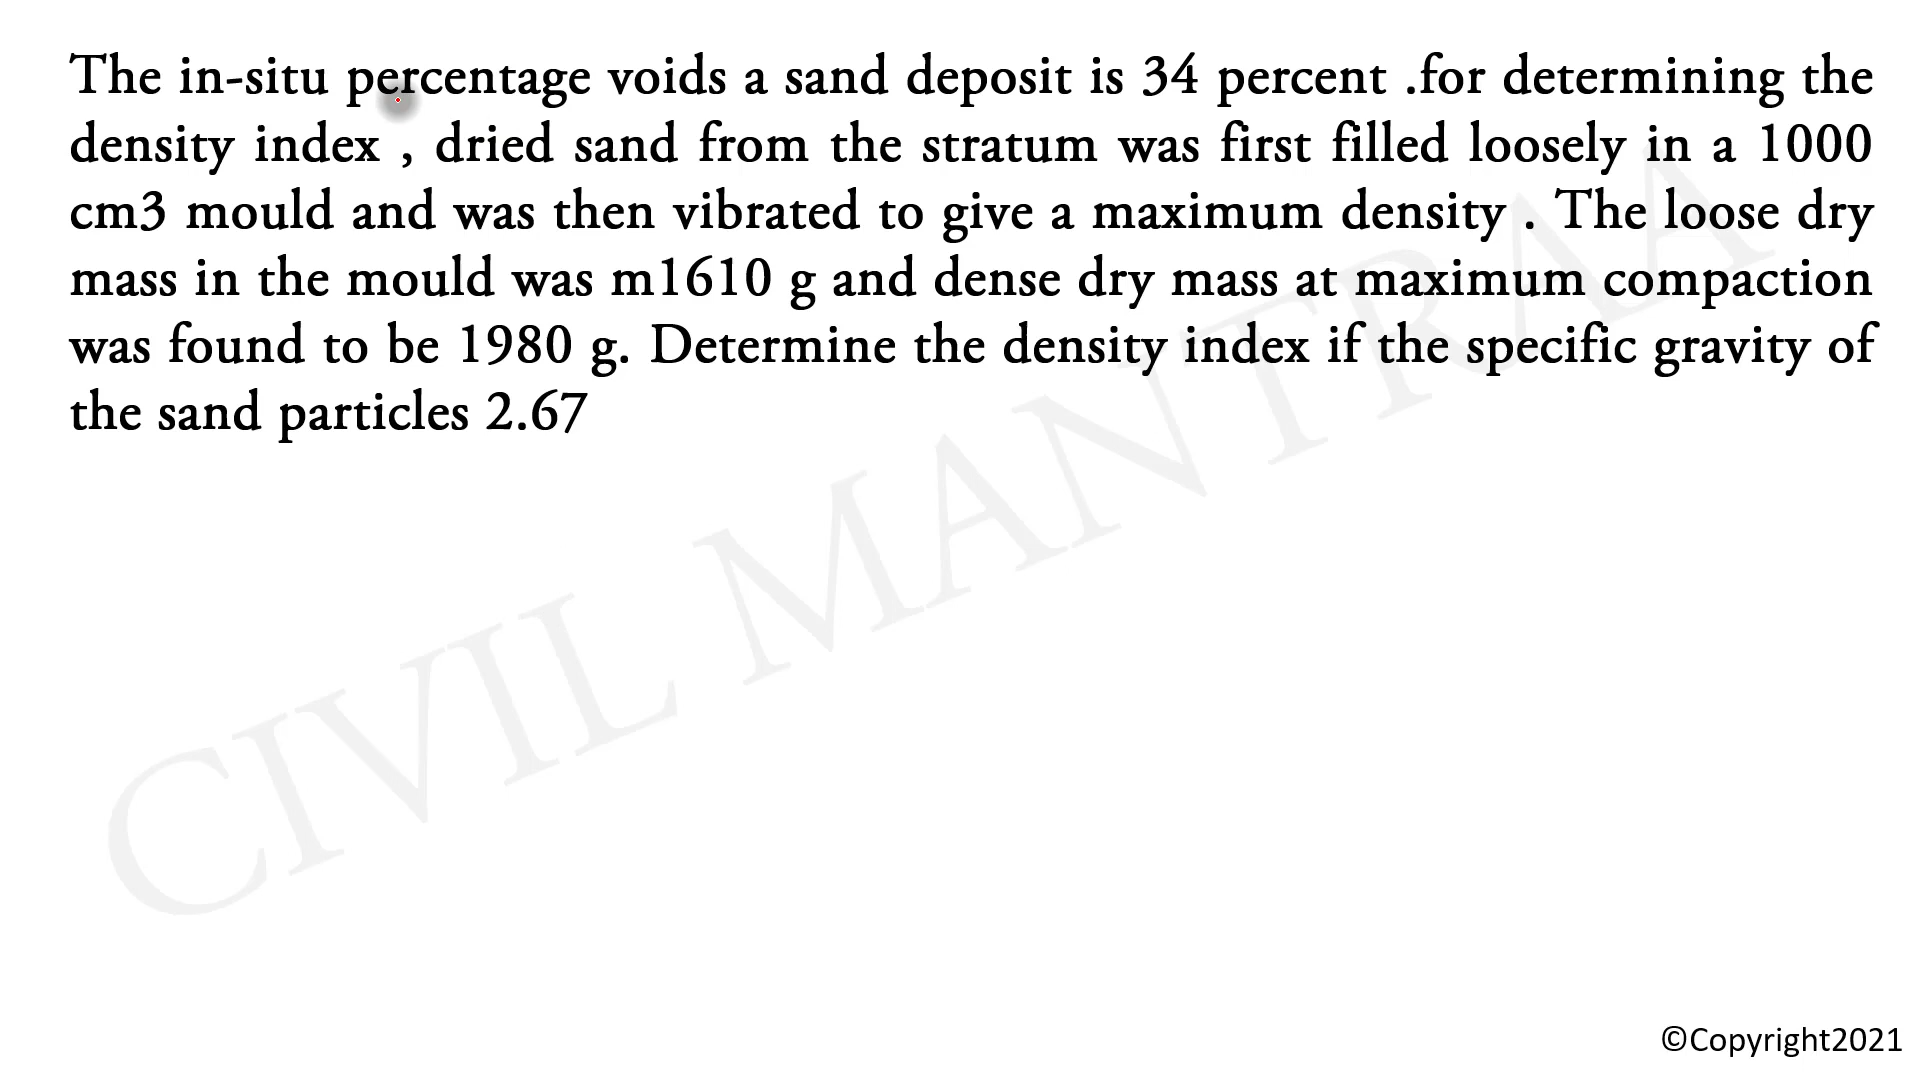 The in-situ percentage voids a sand deposit is 34 percent .for determining the
density index , dried sand from the stratum was first filled loosely in a 1000
cm3 mould and was then vibrated to give a maximum density . The loose dry
mass in the mould was m1610 g and dense dry mass at maximum compaction
was found to be 1980 g. Determine the density index if the specific gravity of
the sand particles 2.67
CIVIL MANTRAA
©Copyright2021